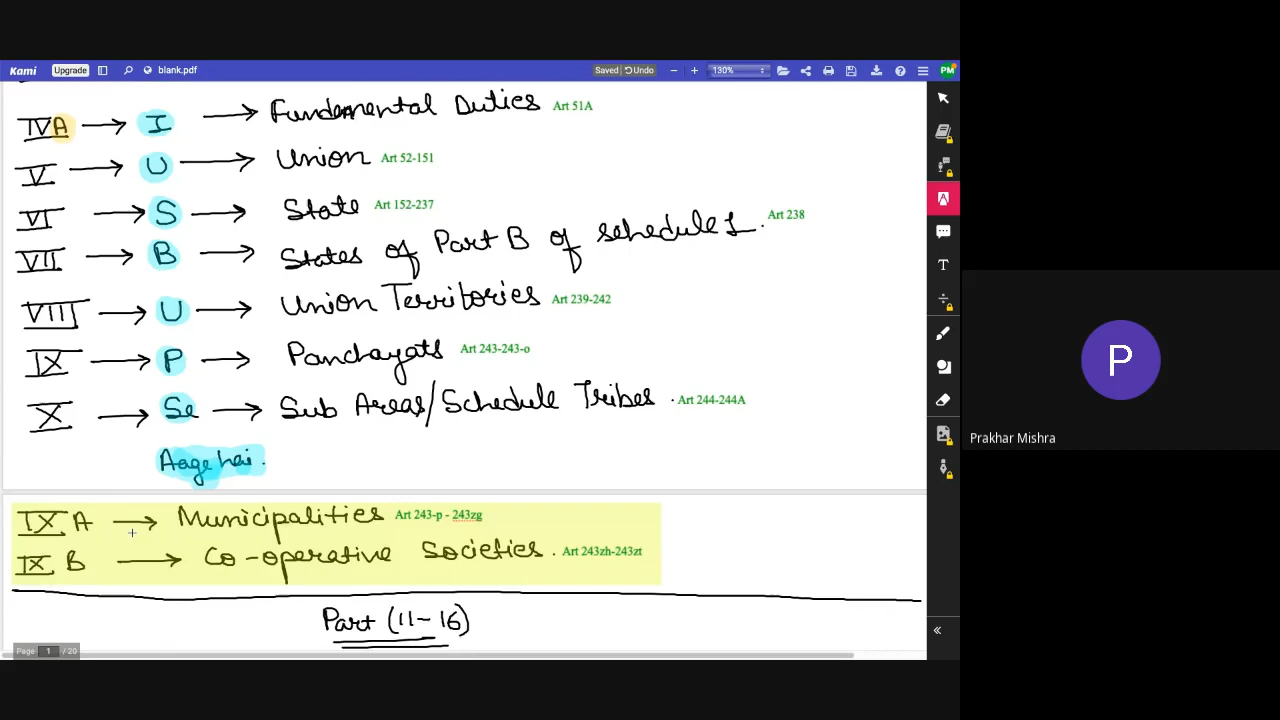 Kami Upgrade blank.pdf Saved Undo 130% PM
IVA → I → Fundamental Duties Art 51A
V → U → Union Art 52-151
VI → S → State Art 152-237
VII → B → States of Part B of schedule 1. Art 238
VIII → U → Union Territories Art 239-242
IX → P → Panchayats Art 243-243-o
X → Se → Sub Areas/Schedule Tribes. Art 244-244A
Aage hai.
IX A → Municipalities Art 243-p - 243zg
IX B → Co-operative Societies. Art 243zh-243zt
Part (11-16)
Page 1 / 20
P
Prakhar Mishra